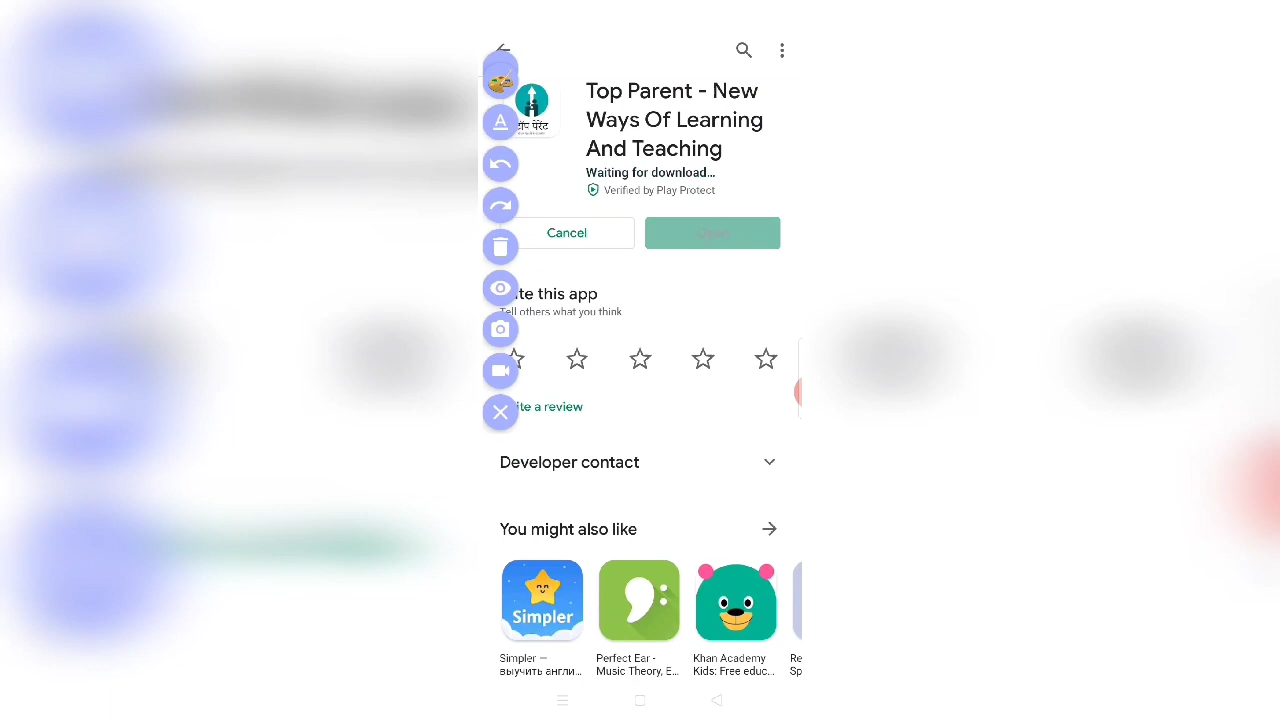 Top Parent - New
Ways Of Learning
And Teaching
टॉप पेरेंट
Waiting for download...
Verified by Play Protect
Cancel
Open
te this app
Tell others what you think
ite a review
Developer contact
You might also like
Simpler
Simpler —
выучить англи...
Perfect Ear -
Music Theory, E...
Khan Academy
Kids: Free educ...
Re
Sp